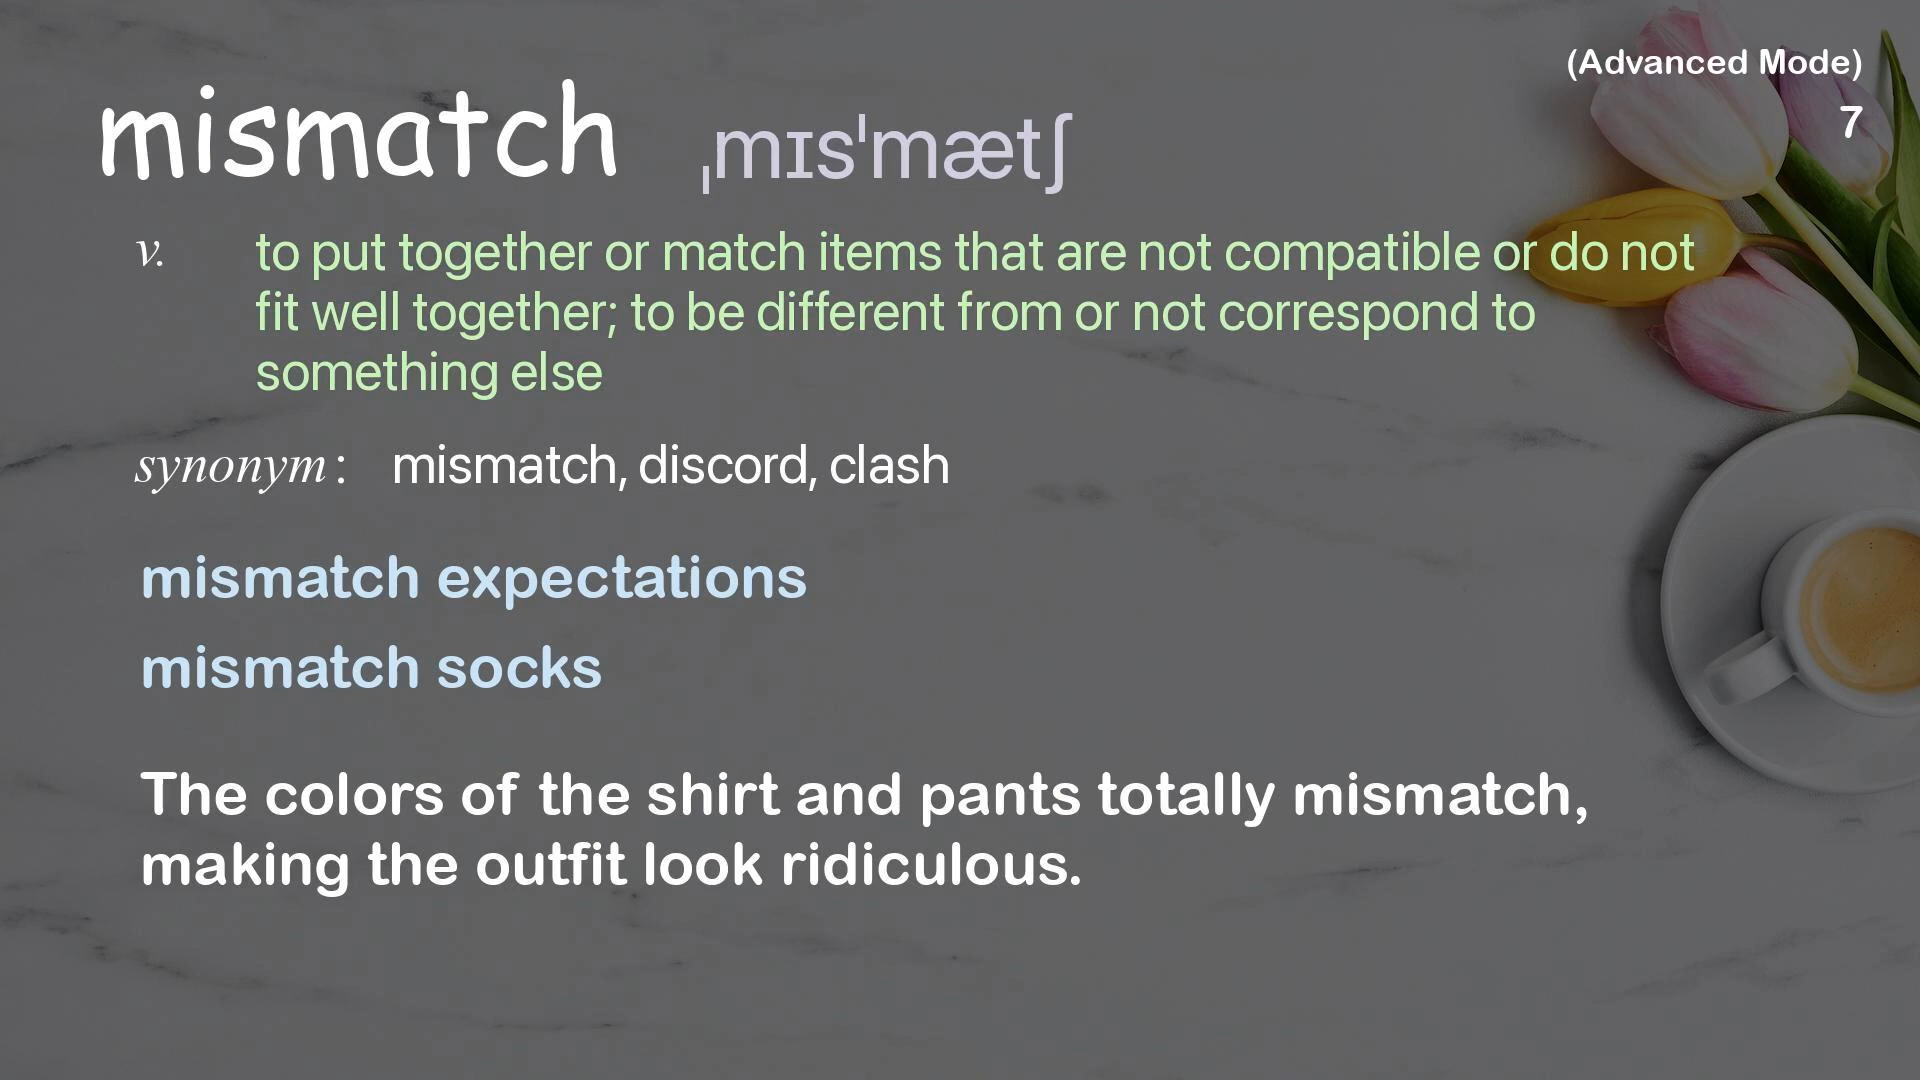 (Advanced Mode)
7
mismatch ˌmɪsˈmætʃ
v. to put together or match items that are not compatible or do not
fit well together; to be different from or not correspond to
something else
synonym : mismatch, discord, clash
mismatch expectations
mismatch socks
The colors of the shirt and pants totally mismatch,
making the outfit look ridiculous.